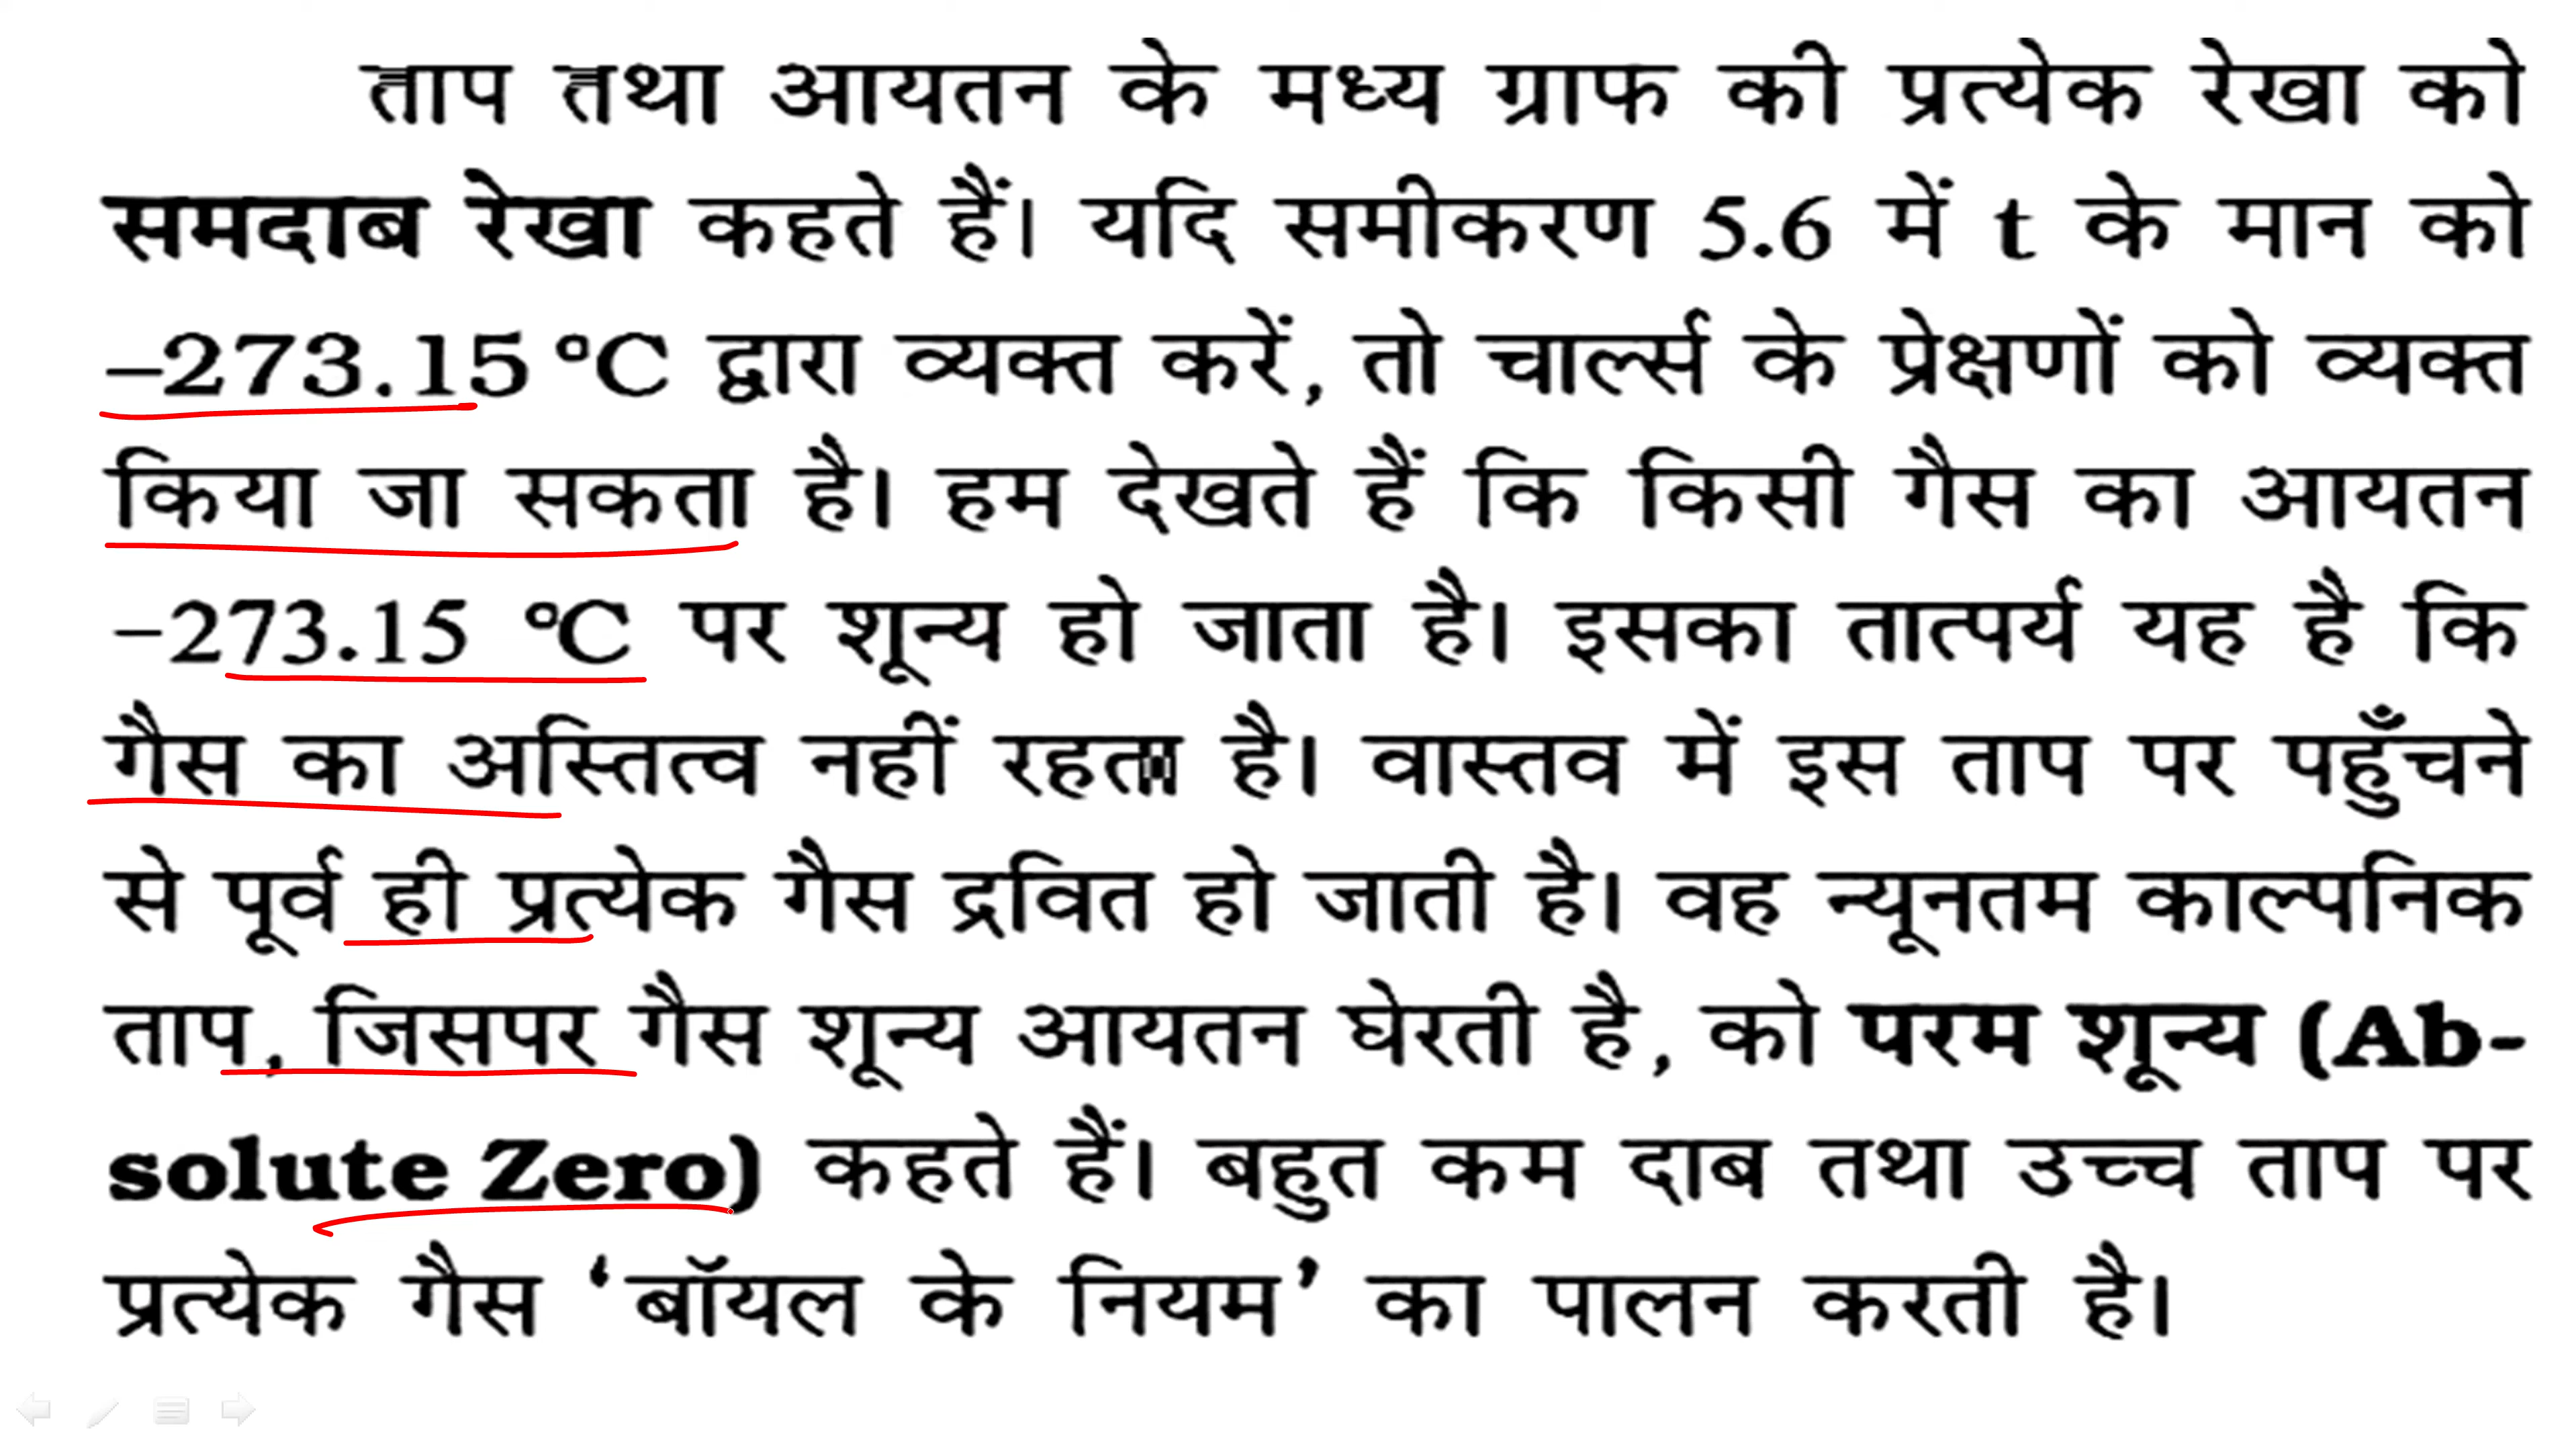 ताप तथा आयतन के मध्य ग्राफ की प्रत्येक रेखा को
समदाब रेखा कहते हैं। यदि समीकरण 5.6 में t के मान को
–273.15 °C द्वारा व्यक्त करें, तो चार्ल्स के प्रेक्षणों को व्यक्त
किया जा सकता है। हम देखते हैं कि किसी गैस का आयतन
–273.15 °C पर शून्य हो जाता है। इसका तात्पर्य यह है कि
गैस का अस्तित्व नहीं रहता है। वास्तव में इस ताप पर पहुँचने
से पूर्व ही प्रत्येक गैस द्रवित हो जाती है। वह न्यूनतम काल्पनिक
ताप, जिसपर गैस शून्य आयतन घेरती है, को परम शून्य (Ab-
solute Zero) कहते हैं। बहुत कम दाब तथा उच्च ताप पर
प्रत्येक गैस ‘बॉयल के नियम’ का पालन करती है।